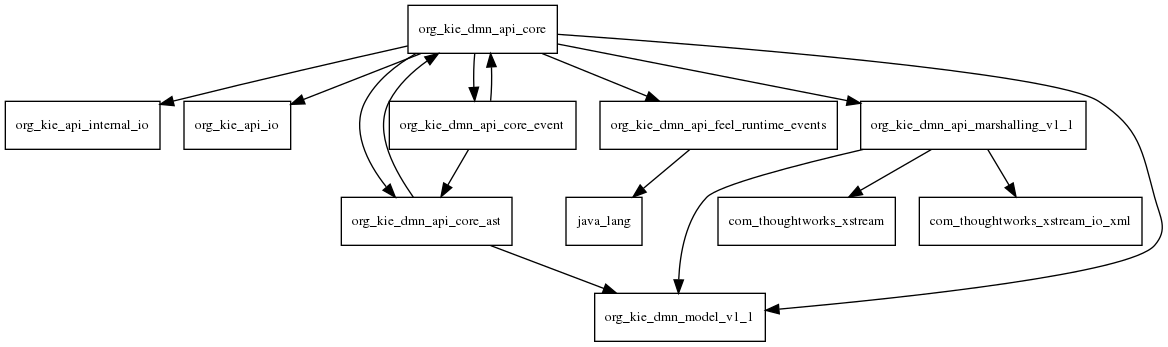 org_kie_dmn_api_core
org_kie_api_internal_io
org_kie_api_io
org_kie_dmn_api_core_event
org_kie_dmn_api_feel_runtime_events
org_kie_dmn_api_marshalling_v1_1
org_kie_dmn_api_core_ast
java_lang
com_thoughtworks_xstream
com_thoughtworks_xstream_io_xml
org_kie_dmn_model_v1_1